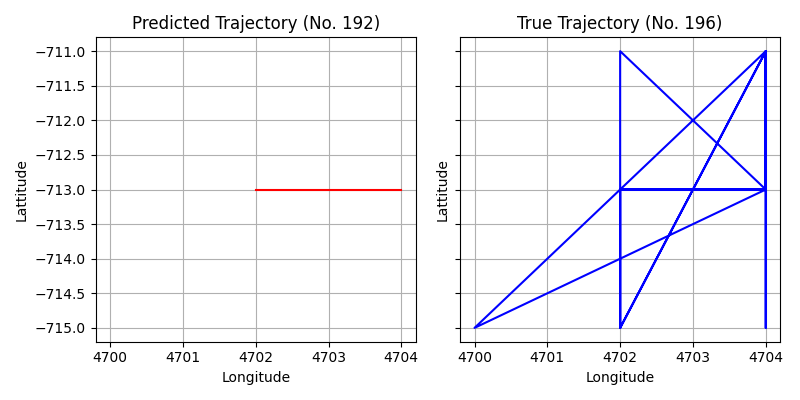 Predicted Trajectory (No. 192)
True Trajectory (No. 196)
Lattitude
−711.0
−711.5
−712.0
−712.5
−713.0
−713.5
−714.0
−714.5
−715.0
4700 4701 4702 4703 4704
Longitude
Lattitude
4700 4701 4702 4703 4704
Longitude